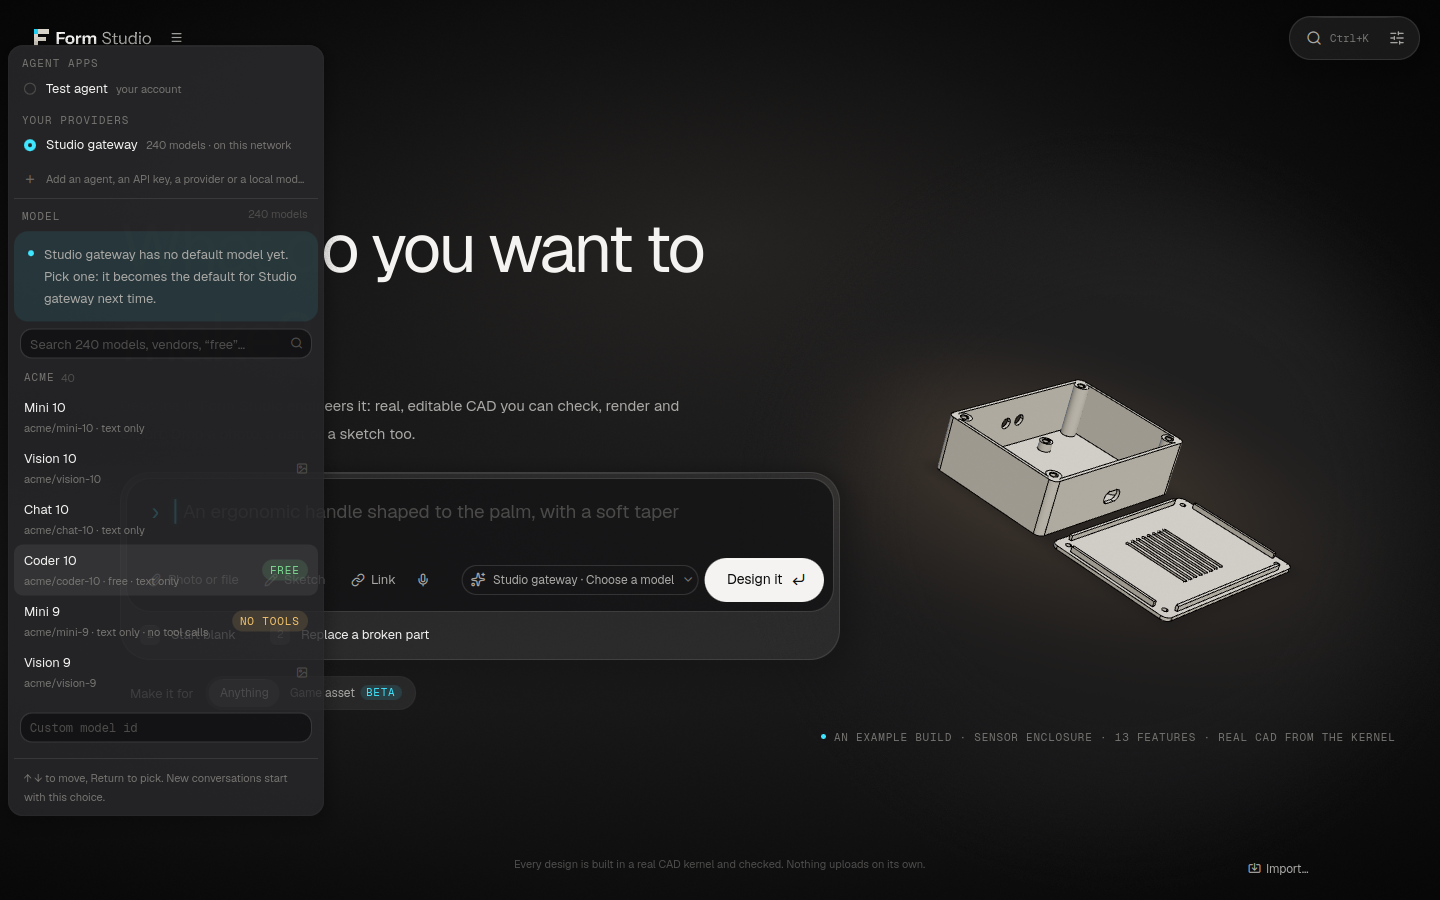 Form Studio
Ctrl+K
AGENT APPS
Test agent your account
YOUR PROVIDERS
Studio gateway 240 models · on this network
+ Add an agent, an API key, a provider or a local mod…
MODEL 240 models
Studio gateway has no default model yet.
Pick one: it becomes the default for Studio
gateway next time.
Search 240 models, vendors, “free”…
ACME 40
Mini 10
acme/mini-10 · text only
Vision 10
acme/vision-10
Chat 10
acme/chat-10 · text only
Coder 10
acme/coder-10 · free · text only
FREE
Mini 9
acme/mini-9 · text only · no tool calls
NO TOOLS
Vision 9
acme/vision-9
Custom model id
↑↓ to move, Return to pick. New conversations start
with this choice.
o you want to
eers it: real, editable CAD you can check, render and
a sketch too.
An ergonomic handle shaped to the palm, with a soft taper
Photo or file Sketch Link Studio gateway · Choose a model Design it
Start blank Replace a broken part
Make it for Anything Game asset BETA
AN EXAMPLE BUILD · SENSOR ENCLOSURE · 13 FEATURES · REAL CAD FROM THE KERNEL
Every design is built in a real CAD kernel and checked. Nothing uploads on its own.
Import…